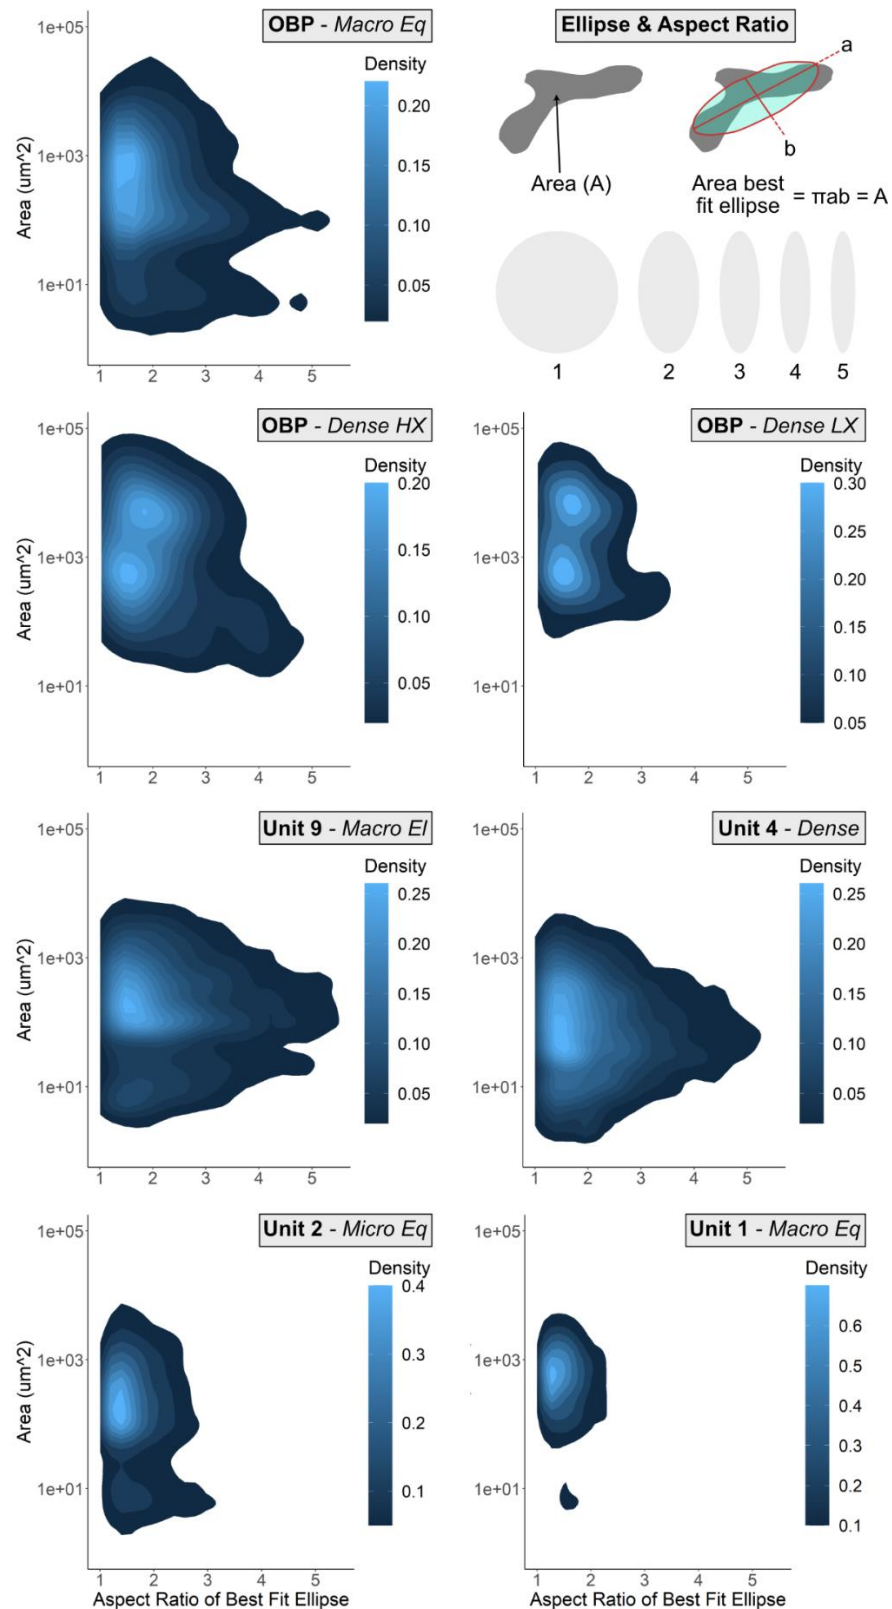 OBP - Macro Eq
1e+05
1e+03
1e+01
Area (um^2)
Density
0.20
0.15
0.10
0.05
1 2 3 4 5
Ellipse & Aspect Ratio
a
b
Area (A)
Area best
fit ellipse = πab = A
1 2 3 4 5
OBP - Dense HX
1e+05
1e+03
1e+01
Area (um^2)
Density
0.20
0.15
0.10
0.05
1 2 3 4 5
OBP - Dense LX
1e+05
1e+03
1e+01
Density
0.30
0.25
0.20
0.15
0.10
0.05
1 2 3 4 5
Unit 9 - Macro El
1e+05
1e+03
1e+01
Area (um^2)
Density
0.25
0.20
0.15
0.10
0.05
1 2 3 4 5
Unit 4 - Dense
1e+05
1e+03
1e+01
Density
0.25
0.20
0.15
0.10
0.05
1 2 3 4 5
Unit 2 - Micro Eq
1e+05
1e+03
1e+01
Area (um^2)
Density
0.4
0.3
0.2
0.1
1 2 3 4 5
Aspect Ratio of Best Fit Ellipse
Unit 1 - Macro Eq
1e+05
1e+03
1e+01
Density
0.6
0.5
0.4
0.3
0.2
0.1
1 2 3 4 5
Aspect Ratio of Best Fit Ellipse